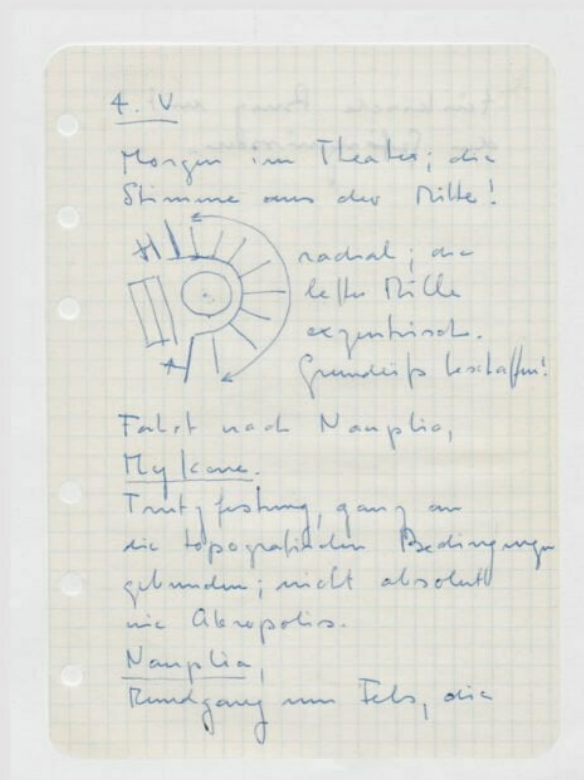 4. V
Morgen im Theater; die
Stimme aus der Mitte!
radial; die
Mitte
exzentrisch.
Grundriß beschaffen!
Fahrt nach Nauplia,
Mykene.
Trutzfestung, ganz an
die topografischen Bedingungen
gebunden; nicht absolut
wie Akropolis.
Nauplia,
Rundgang um Fels, die